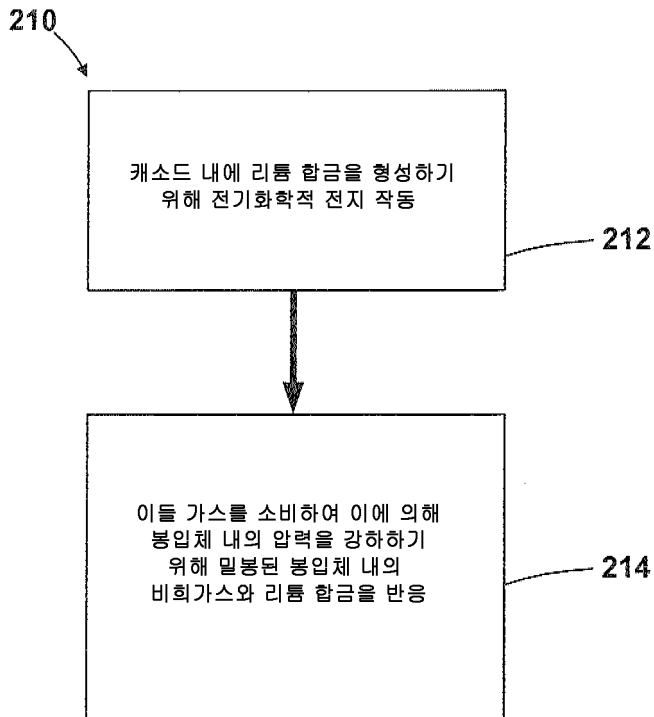 210
캐소드 내에 리튬 합금을 형성하기
위해 전기화학적 전지 작동
212
이들 가스를 소비하여 이에 의해
봉입체 내의 압력을 강하하기
위해 밀봉된 봉입체 내의
비희가스와 리튬 합금을 반응
214